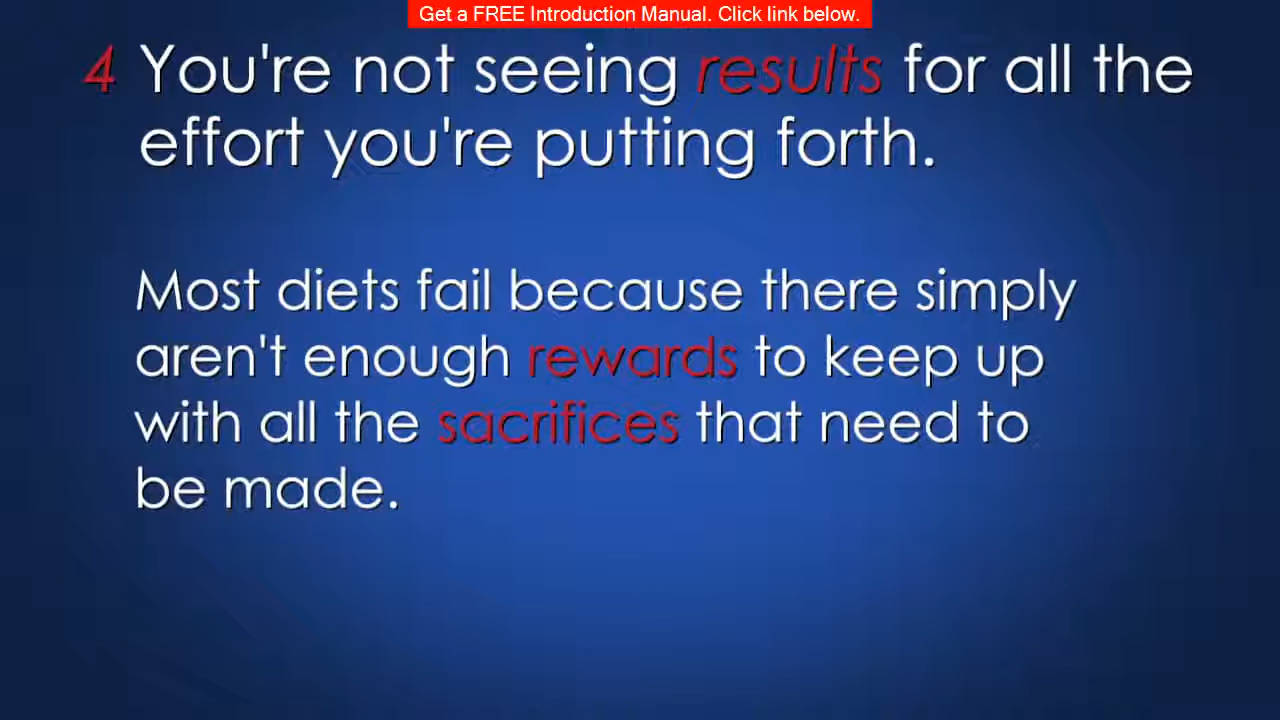 Get a FREE Introduction Manual. Click link below.
4 You're not seeing results for all the
effort you're putting forth.
Most diets fail because there simply
aren't enough rewards to keep up
with all the sacrifices that need to
be made.